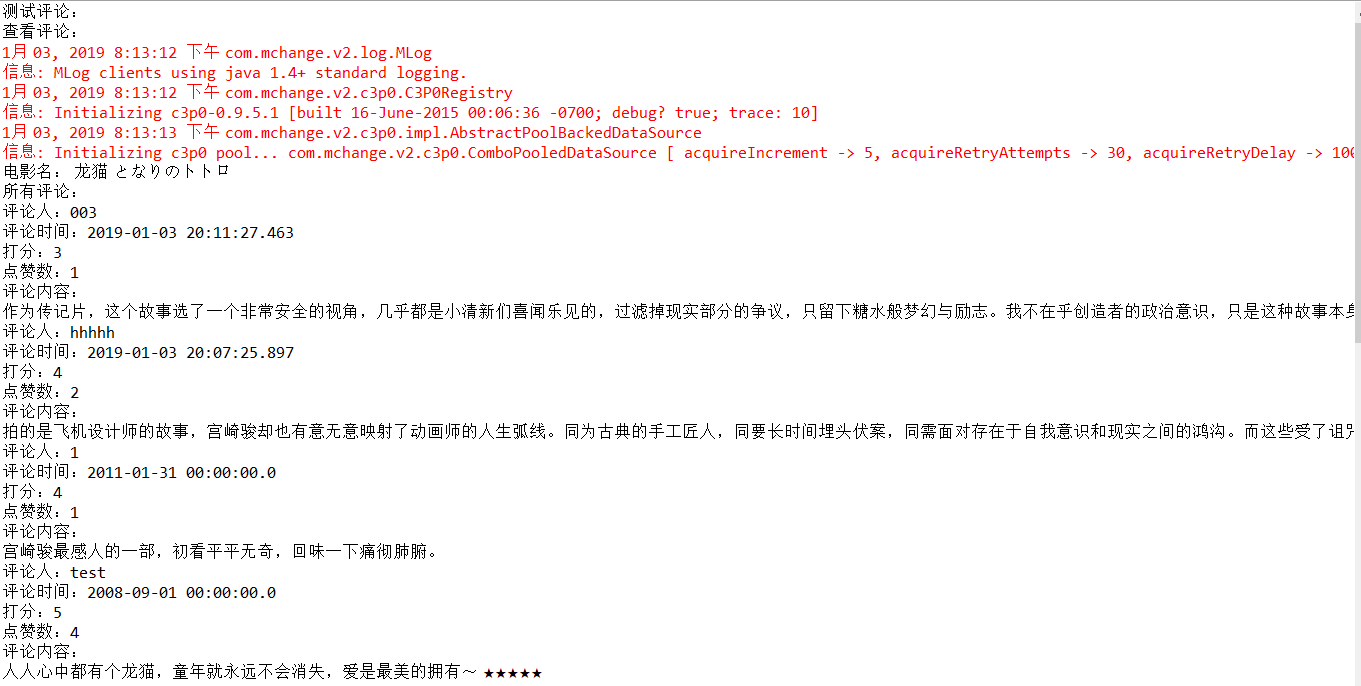 测试评论:
查看评论:
1月 03, 2019 8:13:12 下午 com.mchange.v2.log.MLog
信息: MLog clients using java 1.4+ standard logging.
1月 03, 2019 8:13:12 下午 com.mchange.v2.c3p0.C3P0Registry
信息: Initializing c3p0-0.9.5.1 [built 16-June-2015 00:06:36 -0700; debug? true; trace: 10]
1月 03, 2019 8:13:13 下午 com.mchange.v2.c3p0.impl.AbstractPoolBackedDataSource
信息: Initializing c3p0 pool... com.mchange.v2.c3p0.ComboPooledDataSource [ acquireIncrement -> 5, acquireRetryAttempts -> 30, acquireRetryDelay -> 100
电影名: 龙猫 となりのトトロ
所有评论:
评论人: 003
评论时间: 2019-01-03 20:11:27.463
打分: 3
点赞数: 1
评论内容:
作为传记片，这个故事选了一个非常安全的视角，几乎都是小清新们喜闻乐见的，过滤掉现实部分的争议，只留下糖水般梦幻与励志。我不在乎创造者的政治意识，只是这种故事本身
评论人: hhhhh
评论时间: 2019-01-03 20:07:25.897
打分: 4
点赞数: 2
评论内容:
拍的是飞机设计师的故事，宫崎骏却也有意无意映射了动画师的人生弧线。同为古典的手工匠人，同要长时间埋头伏案，同需面对存在于自我意识和现实之间的鸿沟。而这些受了诅咒
评论人: 1
评论时间: 2011-01-31 00:00:00.0
打分: 4
点赞数: 1
评论内容:
宫崎骏最感人的一部，初看平平无奇，回味一下痛彻肺腑。
评论人: test
评论时间: 2008-09-01 00:00:00.0
打分: 5
点赞数: 4
评论内容:
人人心中都有个龙猫，童年就永远不会消失，爱是最美的拥有～ ★★★★★